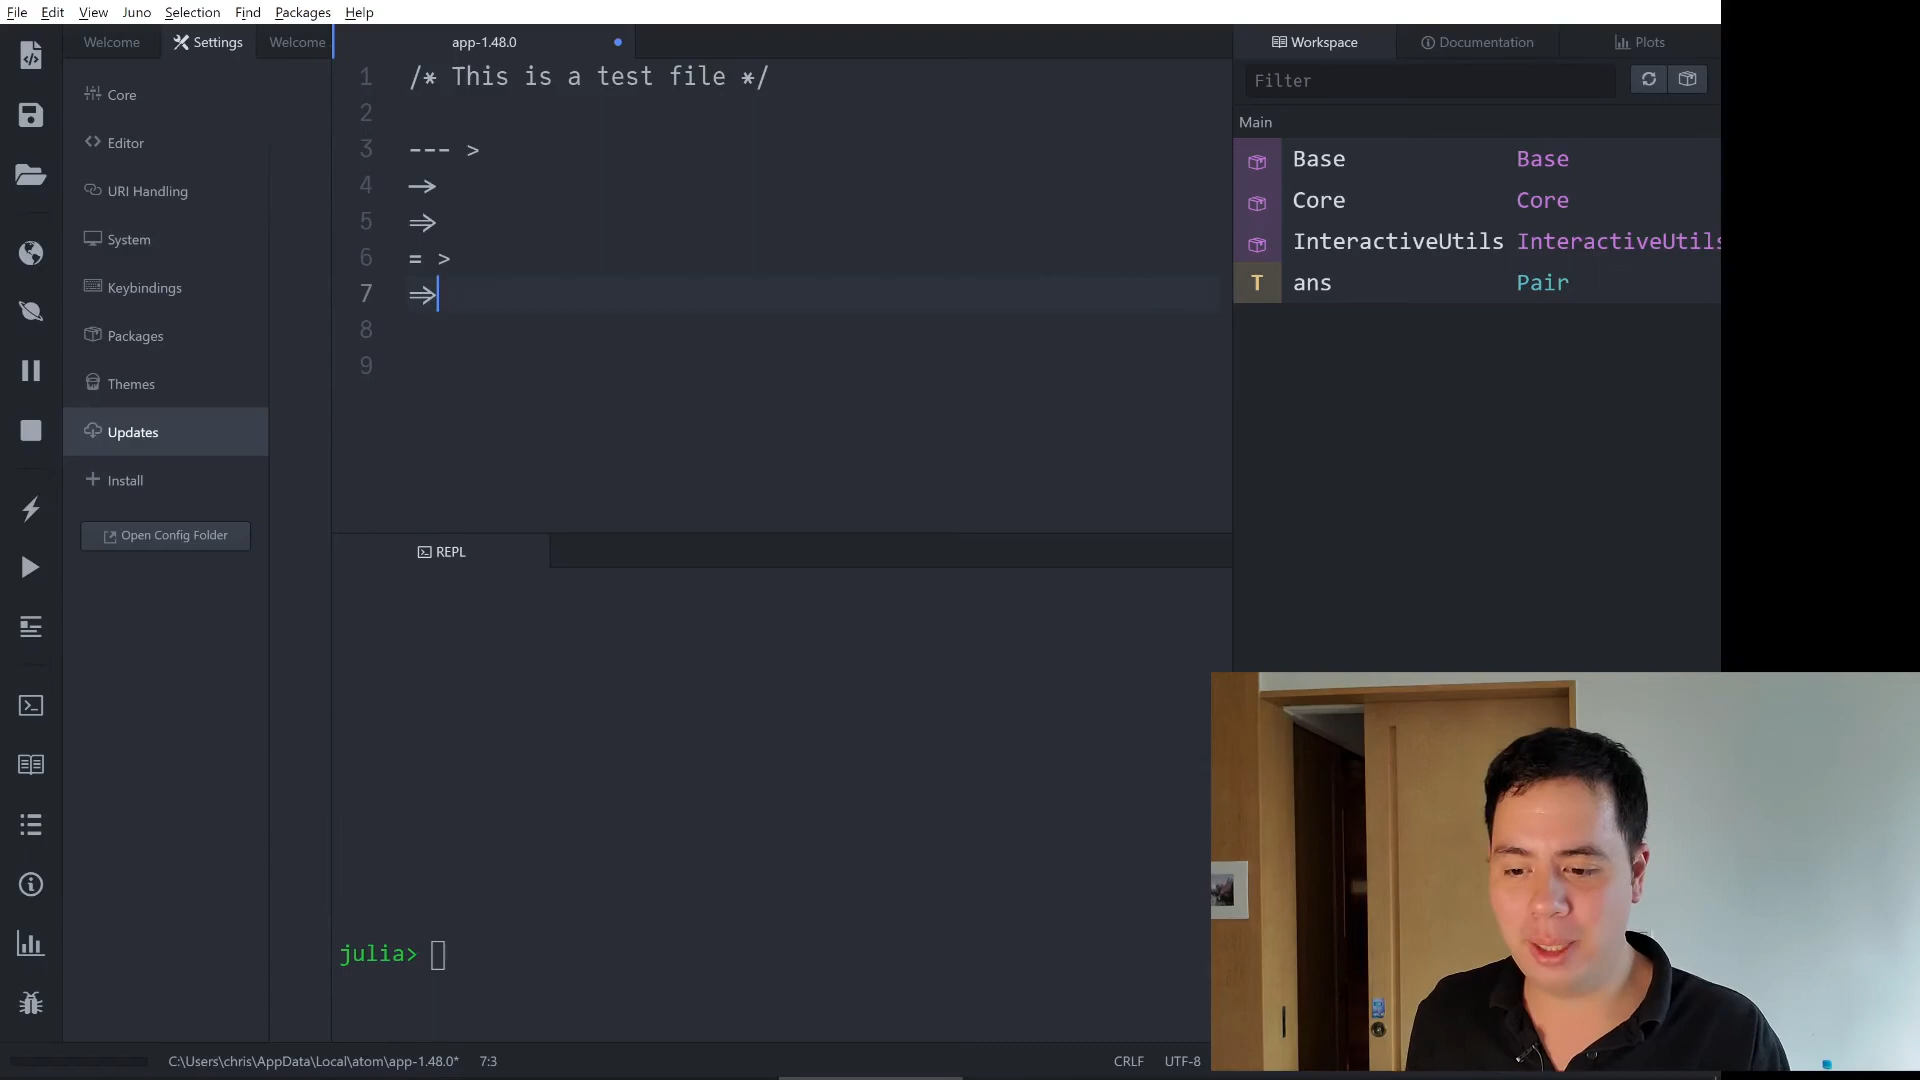 File Edit View Juno Selection Find Packages Help
Welcome
Settings
Welcome
app-1.48.0
Workspace
Documentation
Plots
Core
Editor
URI Handling
System
Keybindings
Packages
Themes
Updates
Install
Open Config Folder
1 /* This is a test file */
2
3 --- >
4 →
5 ⇒
6 = >
7 ⇒
8
9
Filter
Main
Base Base
Core Core
InteractiveUtils InteractiveUtils
T ans Pair
REPL
julia>
C:\Users\chris\AppData\Local\atom\app-1.48.0* 7:3 CRLF UTF-8